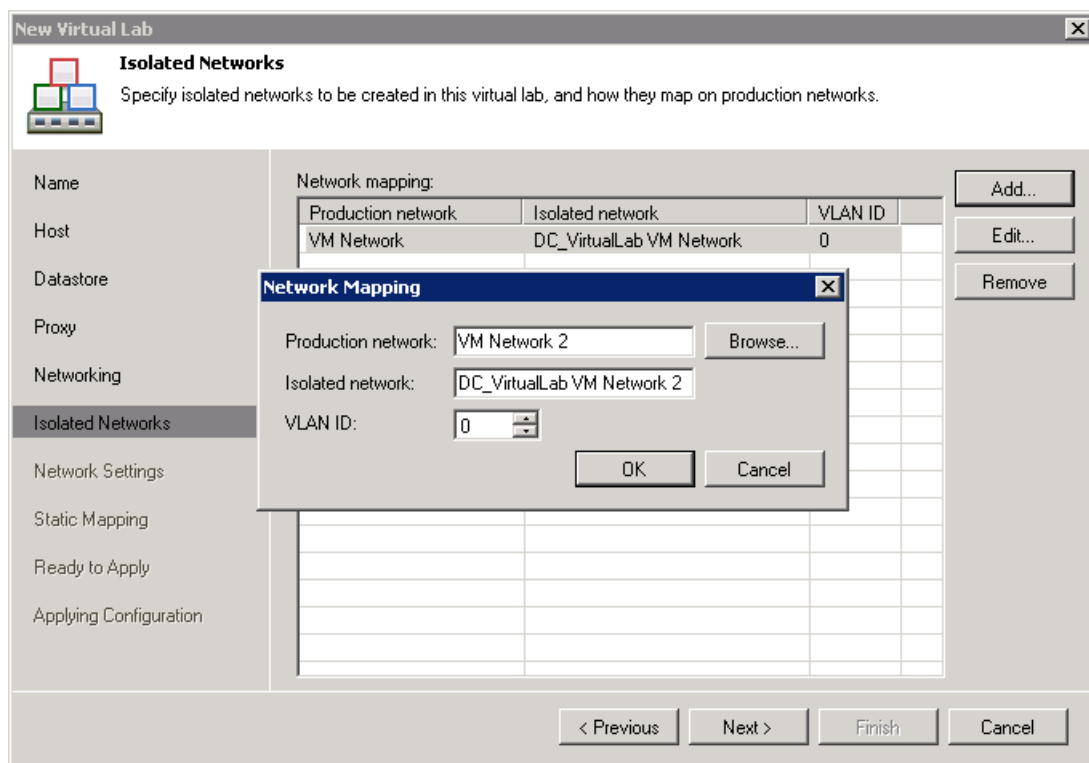 New Virtual Lab
Isolated Networks
Specify isolated networks to be created in this virtual lab, and how they map on production networks.
Name
Host
Datastore
Proxy
Networking
Isolated Networks
Network Settings
Static Mapping
Ready to Apply
Applying Configuration
Network mapping:
Production network Isolated network VLAN ID
VM Network DC_VirtualLab VM Network 0
Add...
Edit...
Remove
Network Mapping
Production network: VM Network 2 Browse...
Isolated network: DC_VirtualLab VM Network 2
VLAN ID: 0
OK Cancel
< Previous Next > Finish Cancel